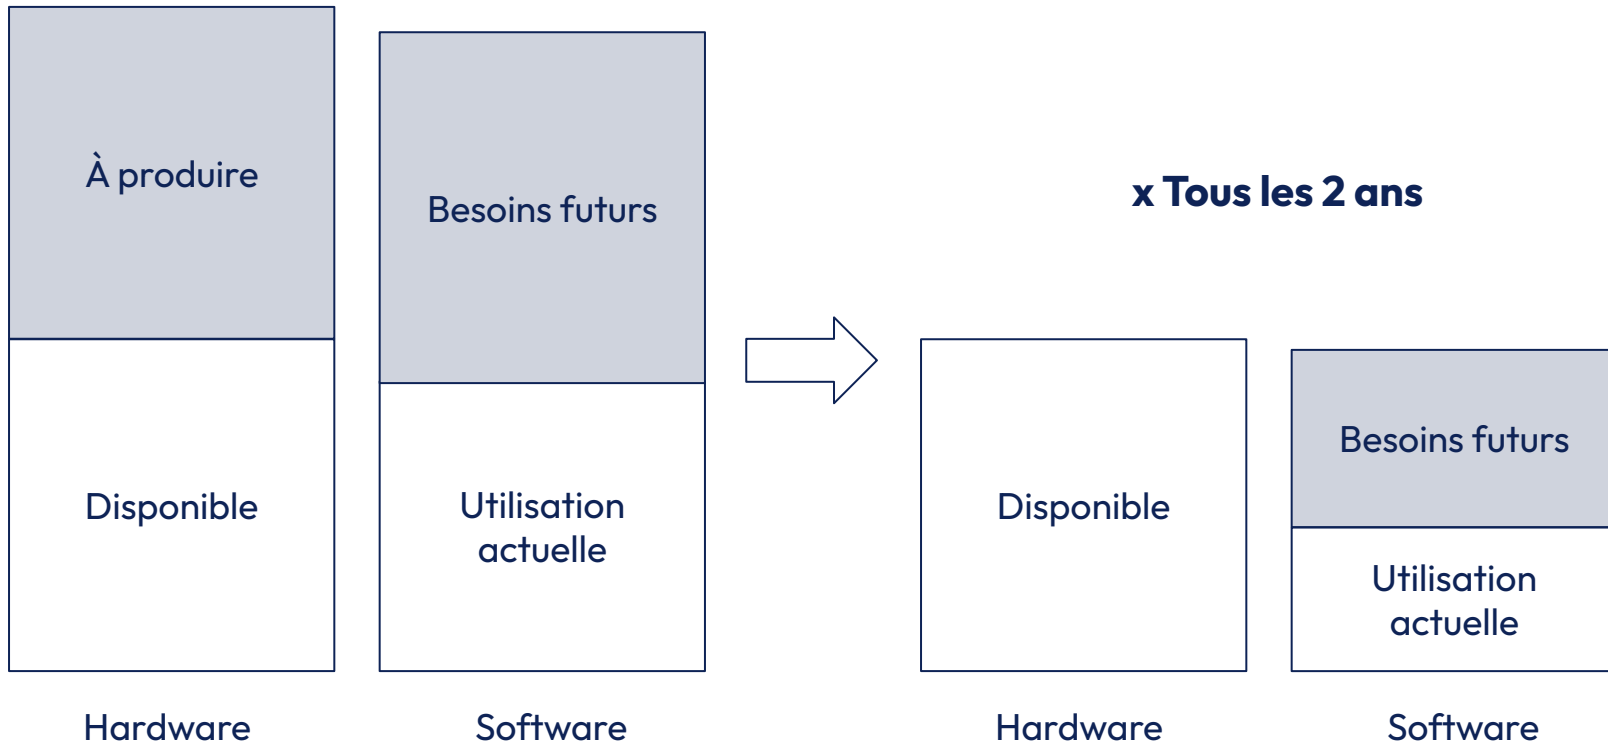 À produire
Disponible
Hardware
Besoins futurs
Utilisation
actuelle
Software
x Tous les 2 ans
Disponible
Hardware
Besoins futurs
Utilisation
actuelle
Software